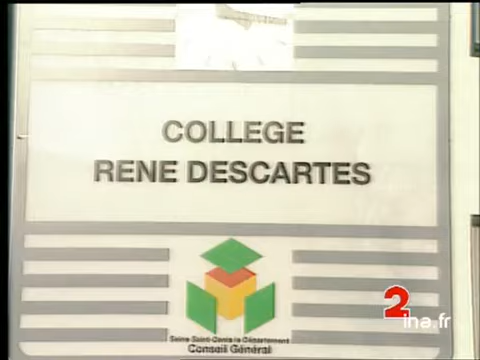 COLLEGE
RENE DESCARTES
Seine Saint-Denis le Département
Conseil Général
2
ina.fr